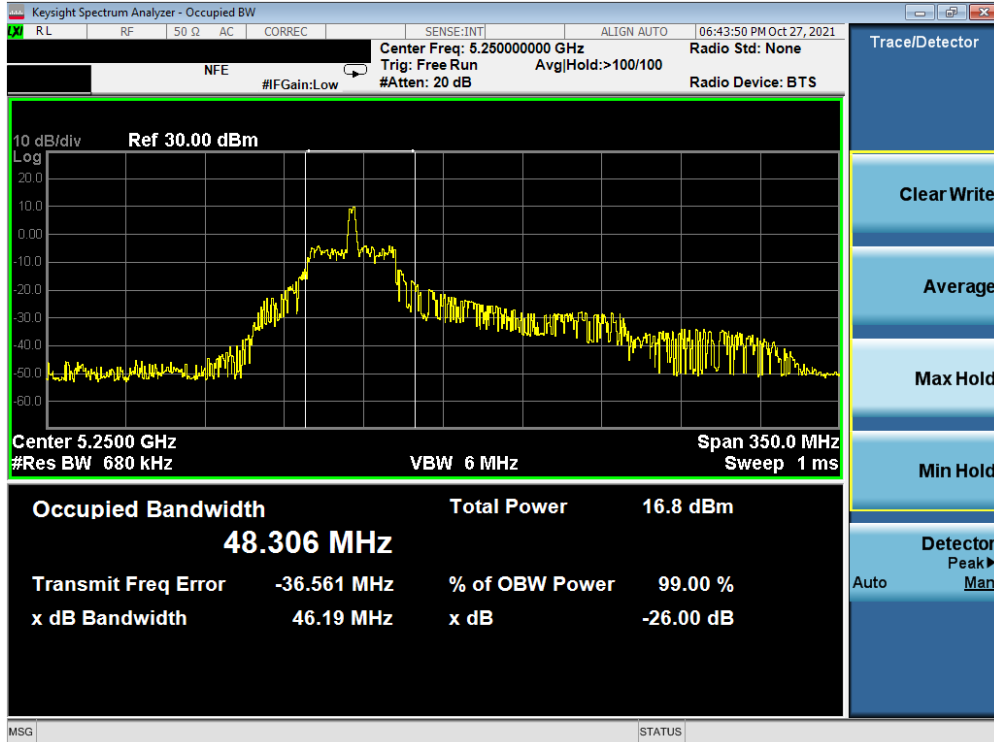 Keysight Spectrum Analyzer - Occupied BW
LXI RL RF 50 Ω AC CORREC SENSE:INT ALIGN AUTO 06:43:50 PM Oct 27, 2021
Center Freq: 5.250000000 GHz Radio Std: None
NFE Trig: Free Run Avg|Hold:>100/100
#IFGain:Low #Atten: 20 dB Radio Device: BTS
10 dB/div Ref 30.00 dBm
Log
20.0
10.0
0.00
-10.0
-20.0
-30.0
-40.0
-50.0
-60.0
Center 5.2500 GHz Span 350.0 MHz
#Res BW 680 kHz VBW 6 MHz Sweep 1 ms
Occupied Bandwidth Total Power 16.8 dBm
48.306 MHz
Transmit Freq Error -36.561 MHz % of OBW Power 99.00 %
x dB Bandwidth 46.19 MHz x dB -26.00 dB
Trace/Detector
Clear Write
Average
Max Hold
Min Hold
Detector
Peak▶
Auto Man
MSG STATUS